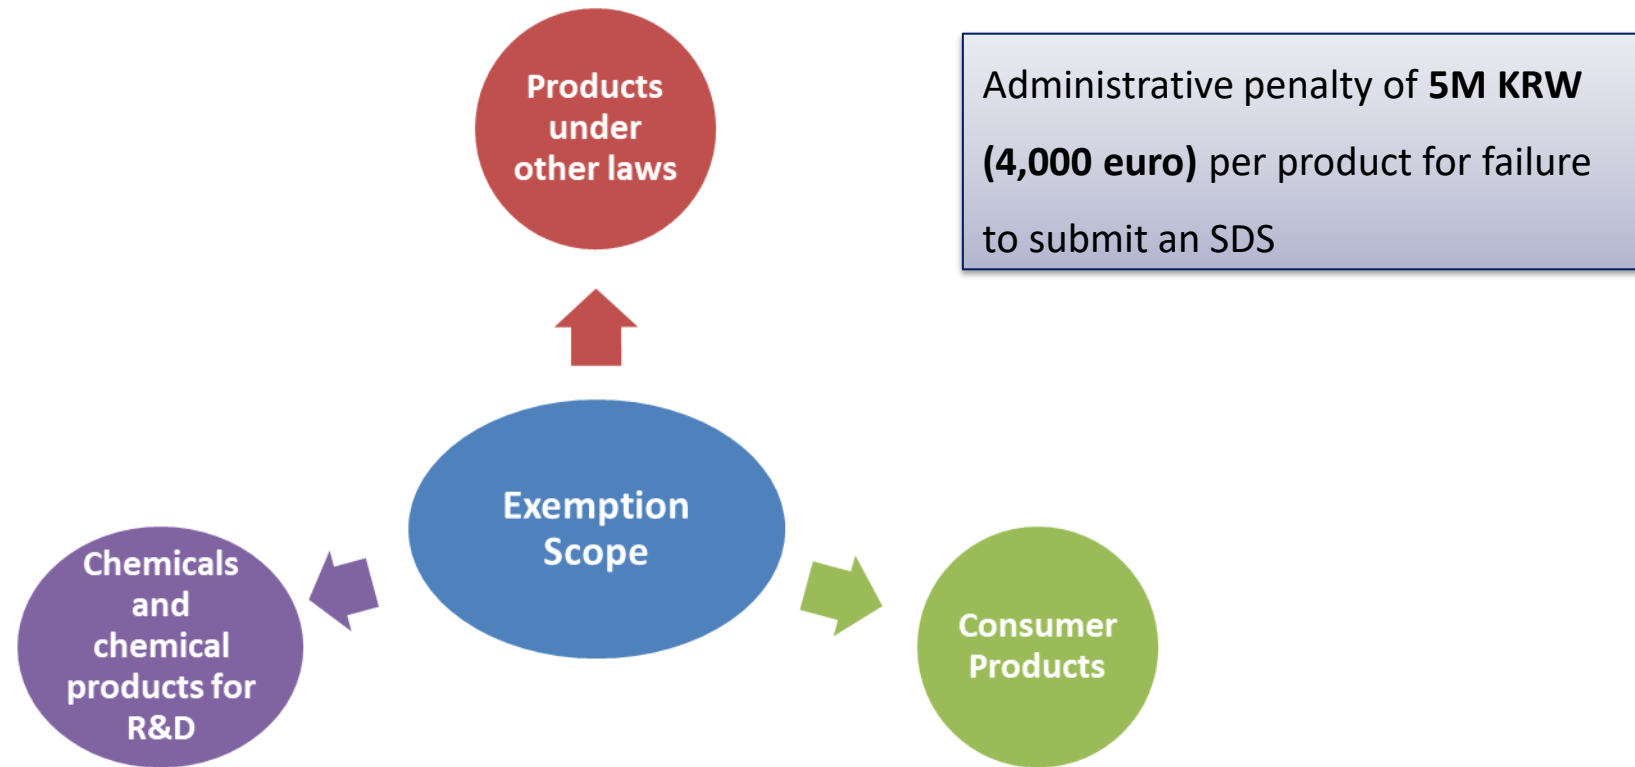 Products
under
other laws
Administrative penalty of 5M KRW
(4,000 euro) per product for failure
to submit an SDS
Exemption
Scope
Chemicals
and
chemical
products for
R&D
Consumer
Products